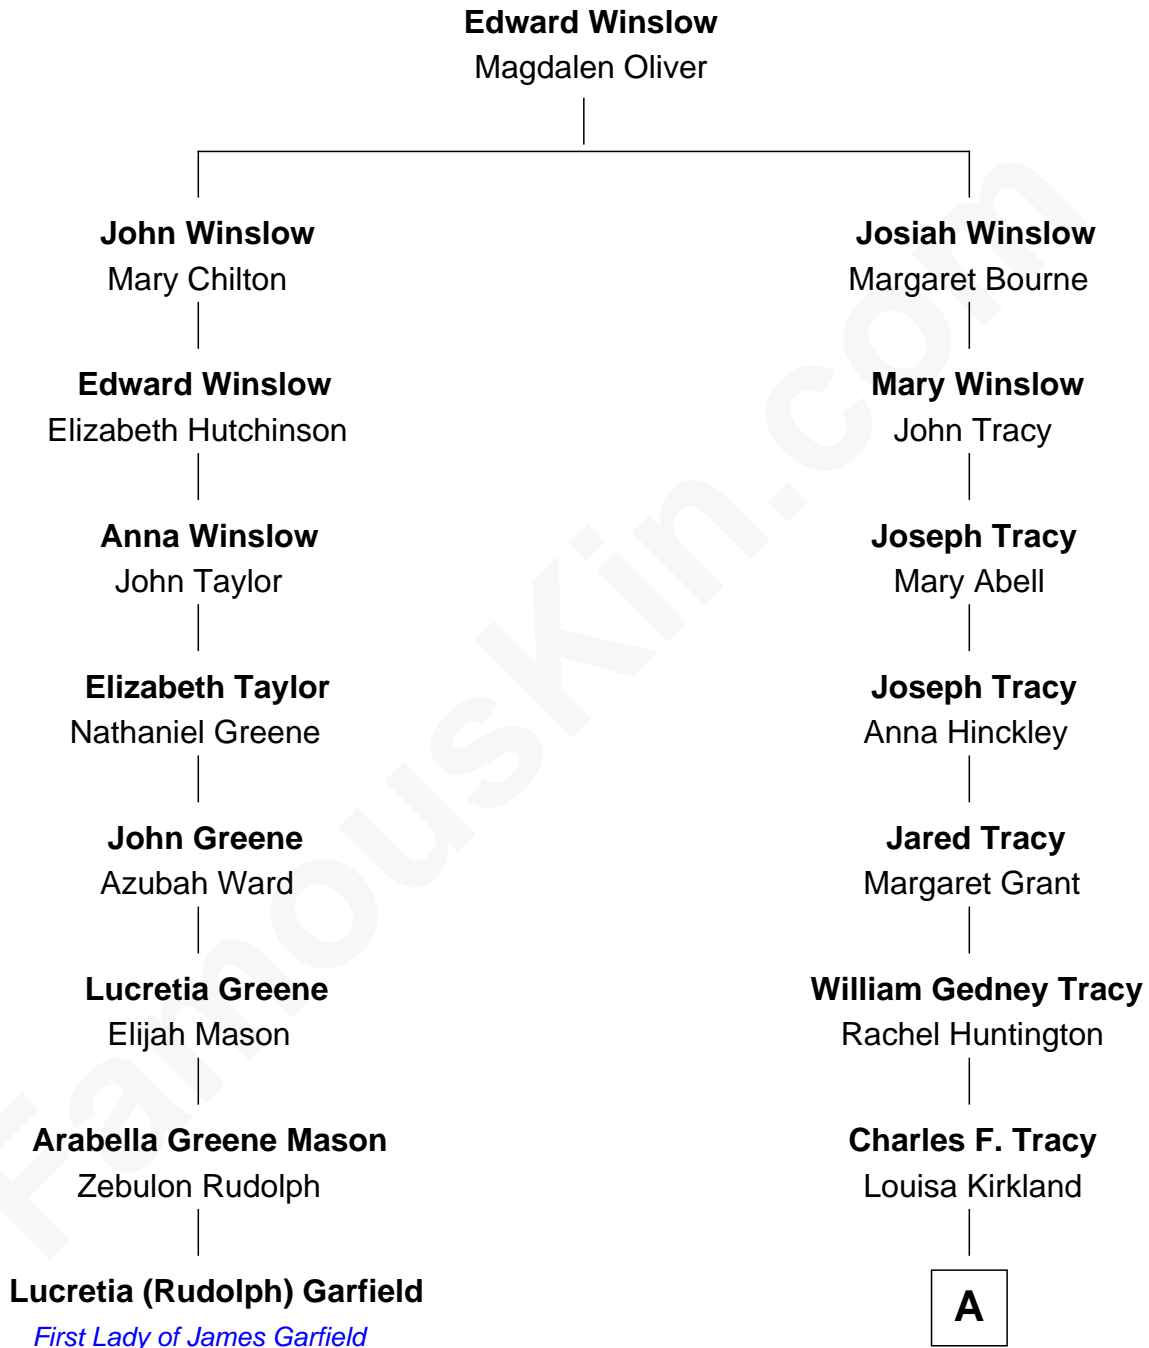 Edward Winslow
Magdalen Oliver
John Winslow
Mary Chilton
Josiah Winslow
Margaret Bourne
Edward Winslow
Elizabeth Hutchinson
Mary Winslow
John Tracy
Anna Winslow
John Taylor
Joseph Tracy
Mary Abell
Elizabeth Taylor
Nathaniel Greene
Joseph Tracy
Anna Hinckley
John Greene
Azubah Ward
Jared Tracy
Margaret Grant
Lucretia Greene
Elijah Mason
William Gedney Tracy
Rachel Huntington
Arabella Greene Mason
Zebulon Rudolph
Charles F. Tracy
Louisa Kirkland
Lucretia (Rudolph) Garfield
First Lady of James Garfield
A
FamousKin.com